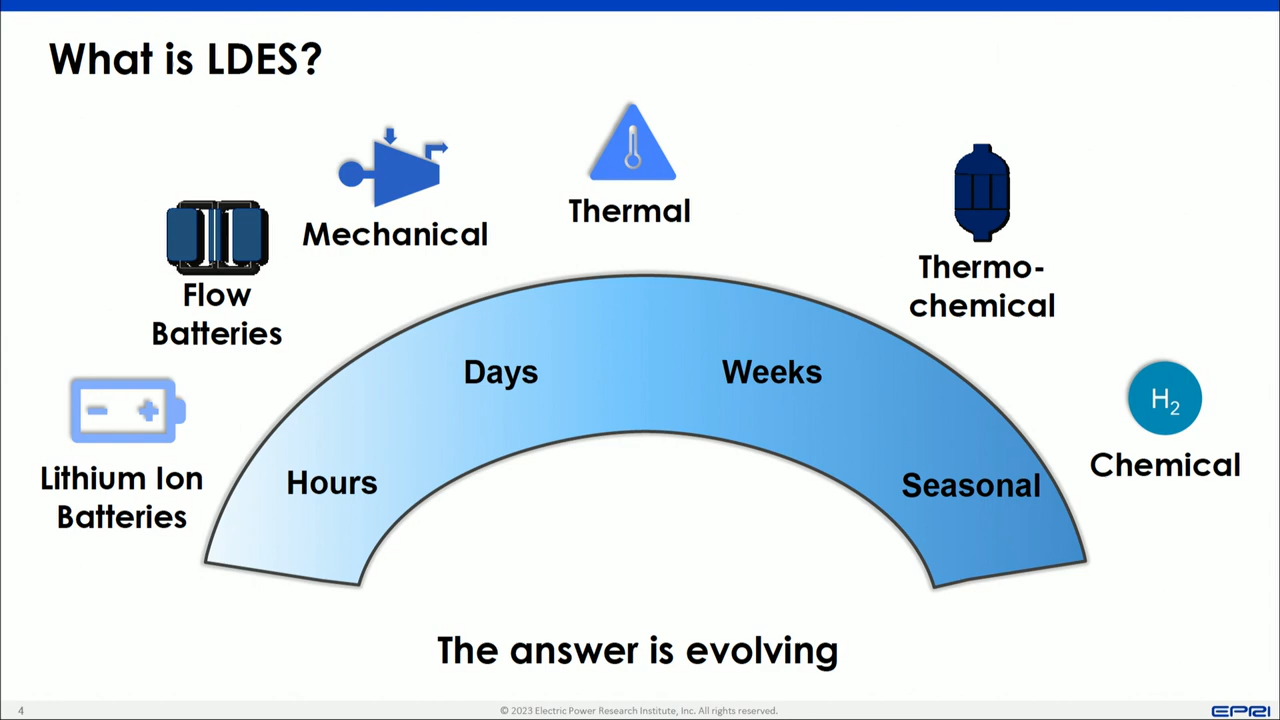 What is LDES?
Thermal
Mechanical
Flow
Batteries
Thermo-
chemical
Lithium Ion
Batteries
H₂
Chemical
Hours
Days
Weeks
Seasonal
The answer is evolving
4
© 2023 Electric Power Research Institute, Inc. All rights reserved.
EPRI